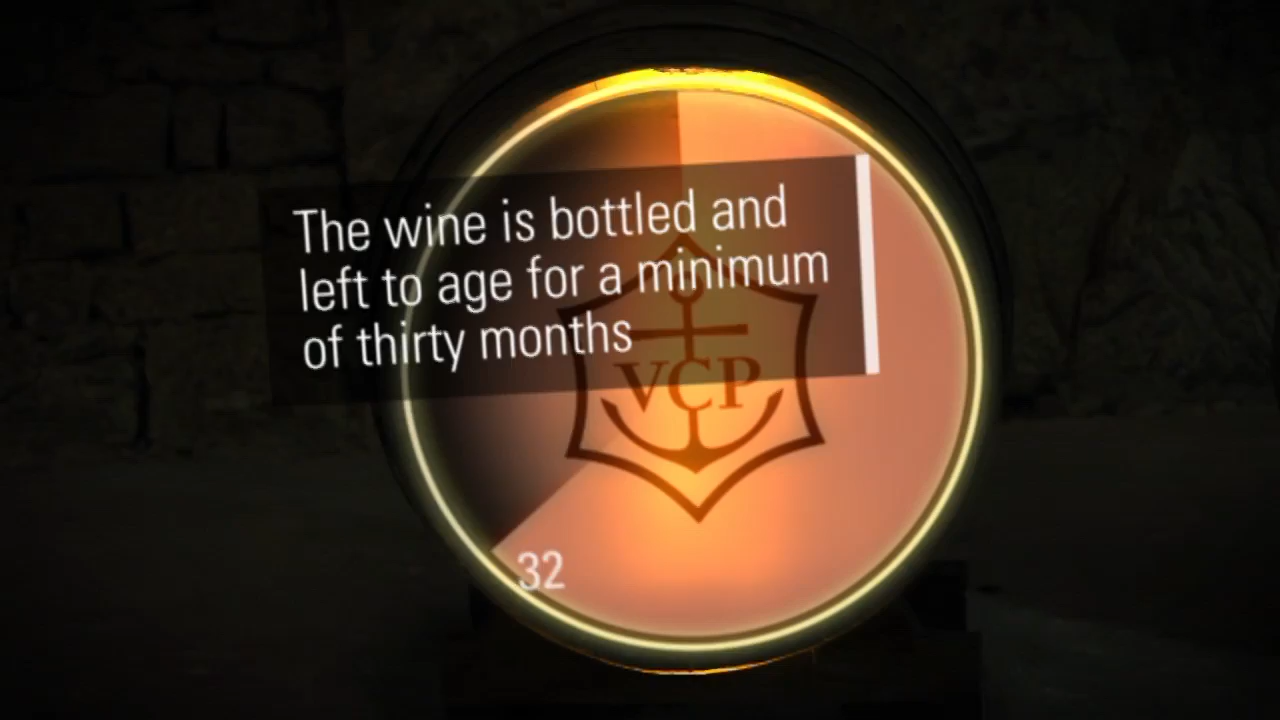 The wine is bottled and
left to age for a minimum
of thirty months
VCP
32